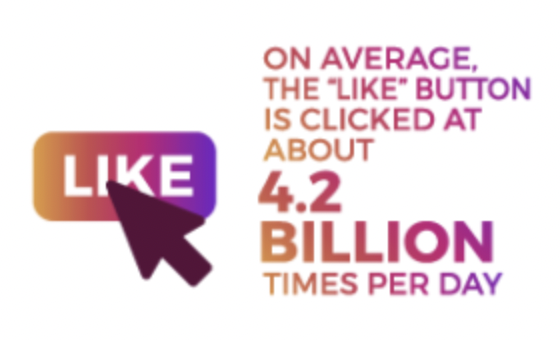 LIKE
ON AVERAGE,
THE “LIKE” BUTTON
IS CLICKED AT
ABOUT
4.2
BILLION
TIMES PER DAY